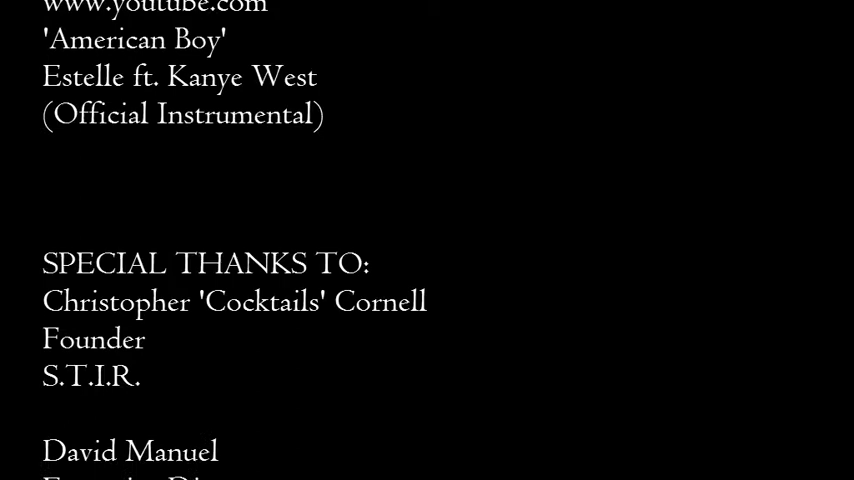 www.youtube.com
'American Boy'
Estelle ft. Kanye West
(Official Instrumental)
SPECIAL THANKS TO:
Christopher 'Cocktails' Cornell
Founder
S.T.I.R.
David Manuel